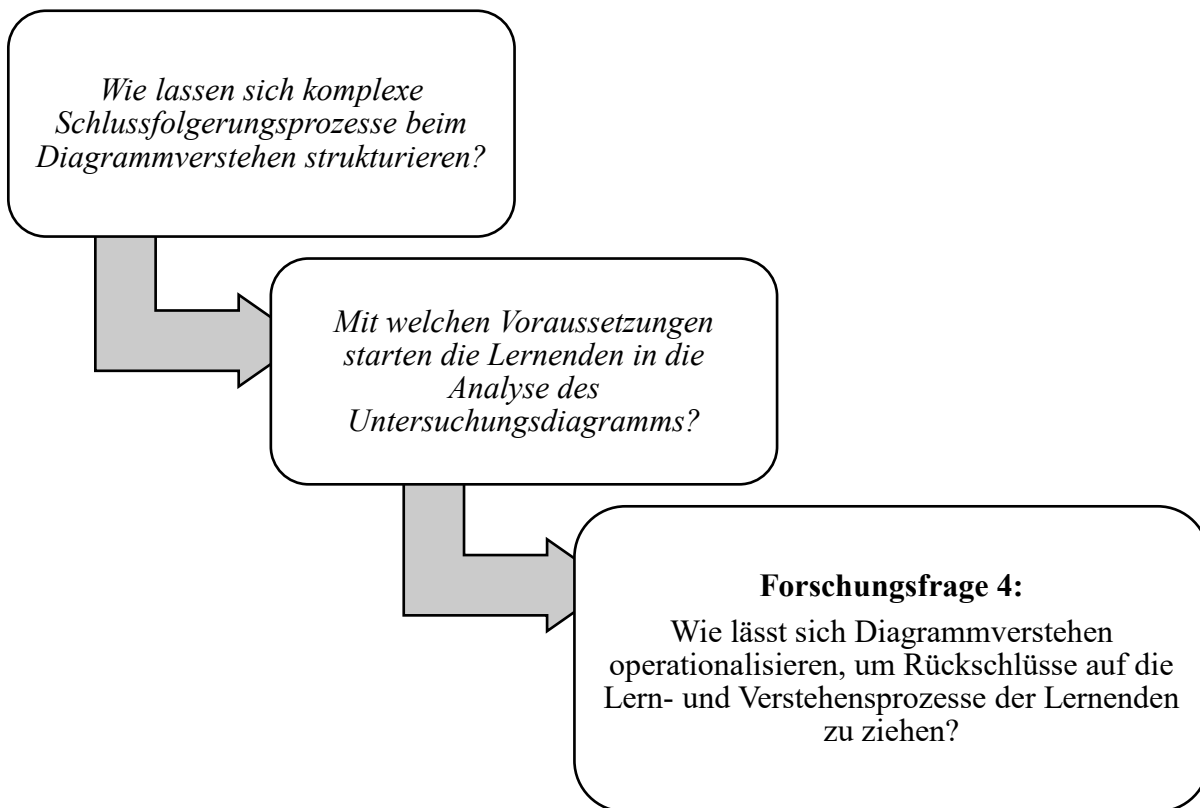 Wie lassen sich komplexe
Schlussfolgerungsprozesse beim
Diagrammverstehen strukturieren?
Mit welchen Voraussetzungen
starten die Lernenden in die
Analyse des
Untersuchungsdiagramms?
Forschungsfrage 4:
Wie lässt sich Diagrammverstehen
operationalisieren, um Rückschlüsse auf die
Lern- und Verstehensprozesse der Lernenden
zu ziehen?